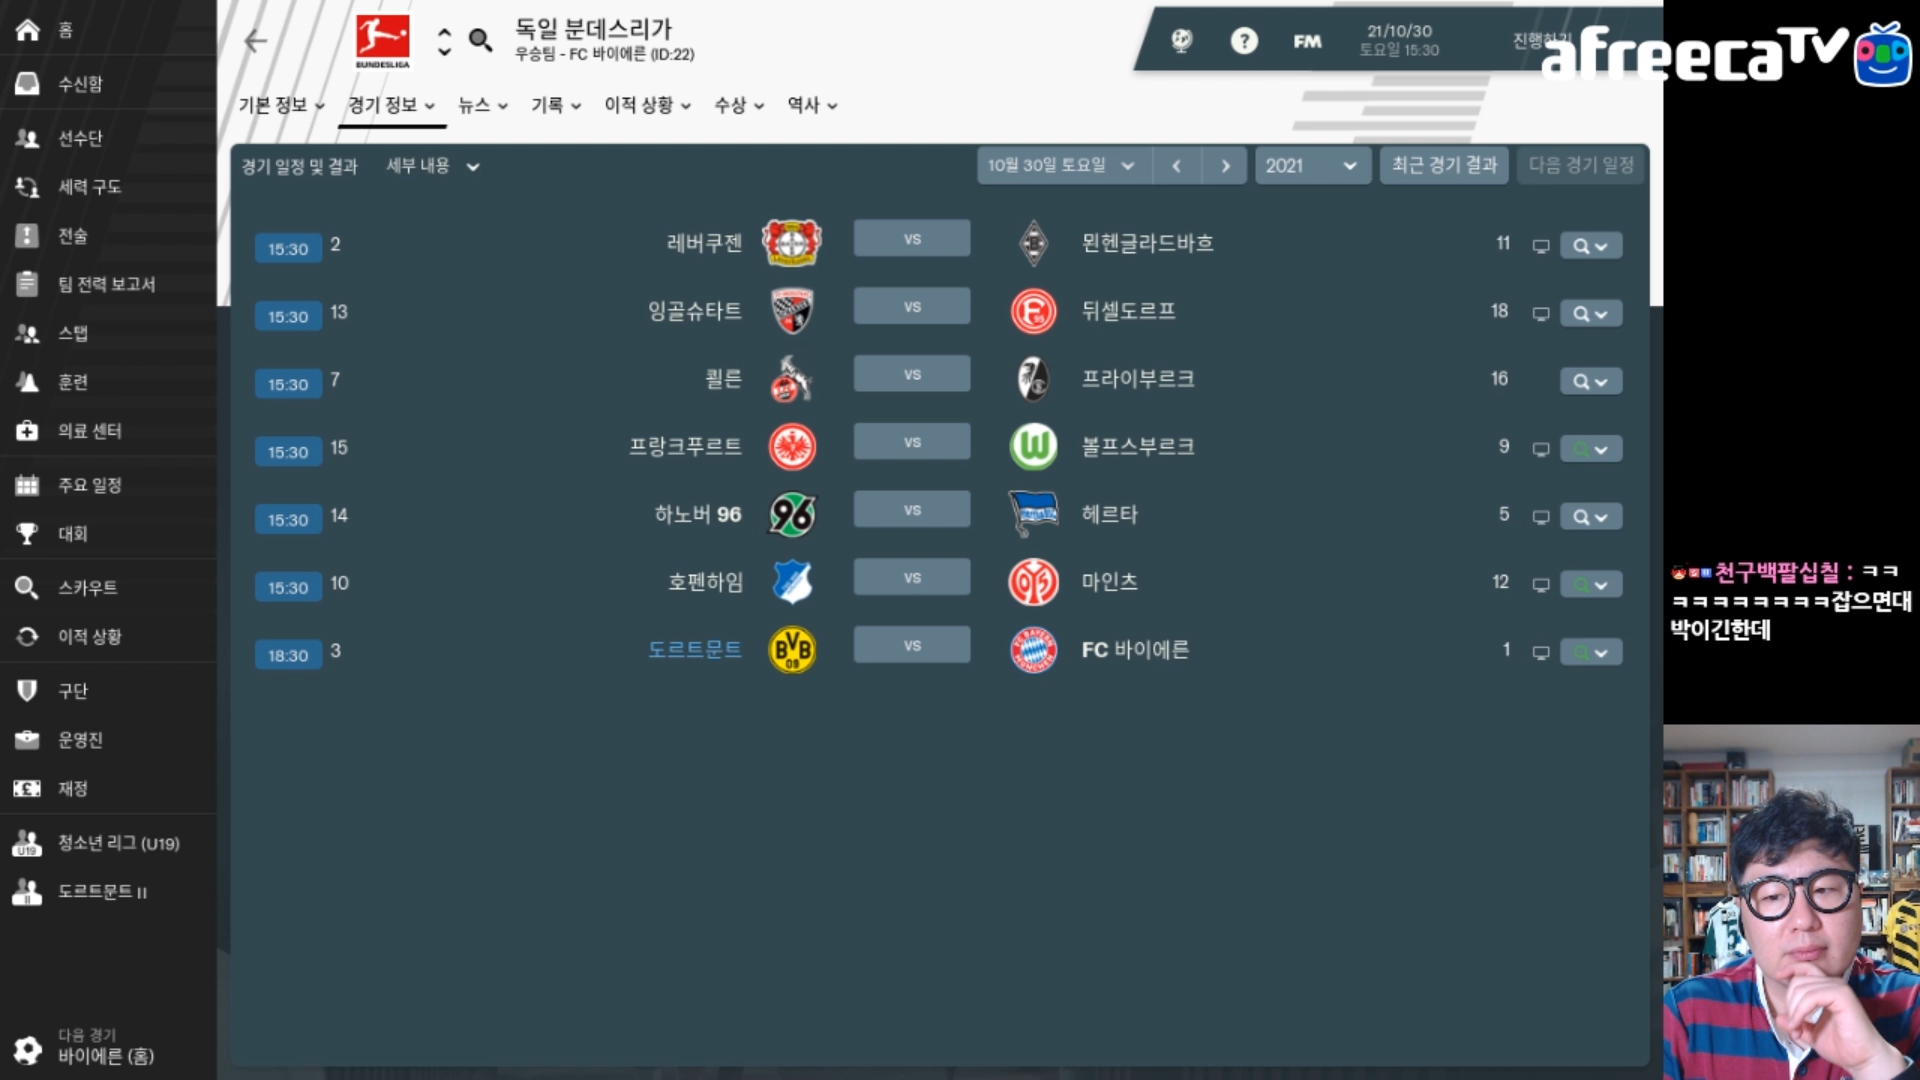 홈
수신함
선수단
세력 구도
전술
팀 전력 보고서
스탭
훈련
의료 센터
주요 일정
대회
스카우트
이적 상황
구단
운영진
재정
청소년 리그 (U19)
도르트문트 II
다음 경기
바이에른 (홈)
BUNDESLIGA
독일 분데스리가
우승팀 - FC 바이에른 (ID:22)
FM
21/10/30
토요일 15:30
진행하기
afreecaTV
기본 정보
경기 정보
뉴스
기록
이적 상황
수상
역사
경기 일정 및 결과
세부 내용
10월 30일 토요일
2021
최근 경기 결과
다음 경기 일정
15:30 2 레버쿠젠 vs 묀헨글라드바흐 11
15:30 13 잉골슈타트 vs 뒤셀도르프 18
15:30 7 쾰른 vs 프라이부르크 16
15:30 15 프랑크푸르트 vs 볼프스부르크 9
15:30 14 하노버 96 vs 헤르타 5
15:30 10 호펜하임 vs 마인츠 12
18:30 3 도르트문트 vs FC 바이에른 1
천구백팔십칠 : ㅋㅋ
ㅋㅋㅋㅋㅋㅋㅋㅋ잡으면대
박이긴한데